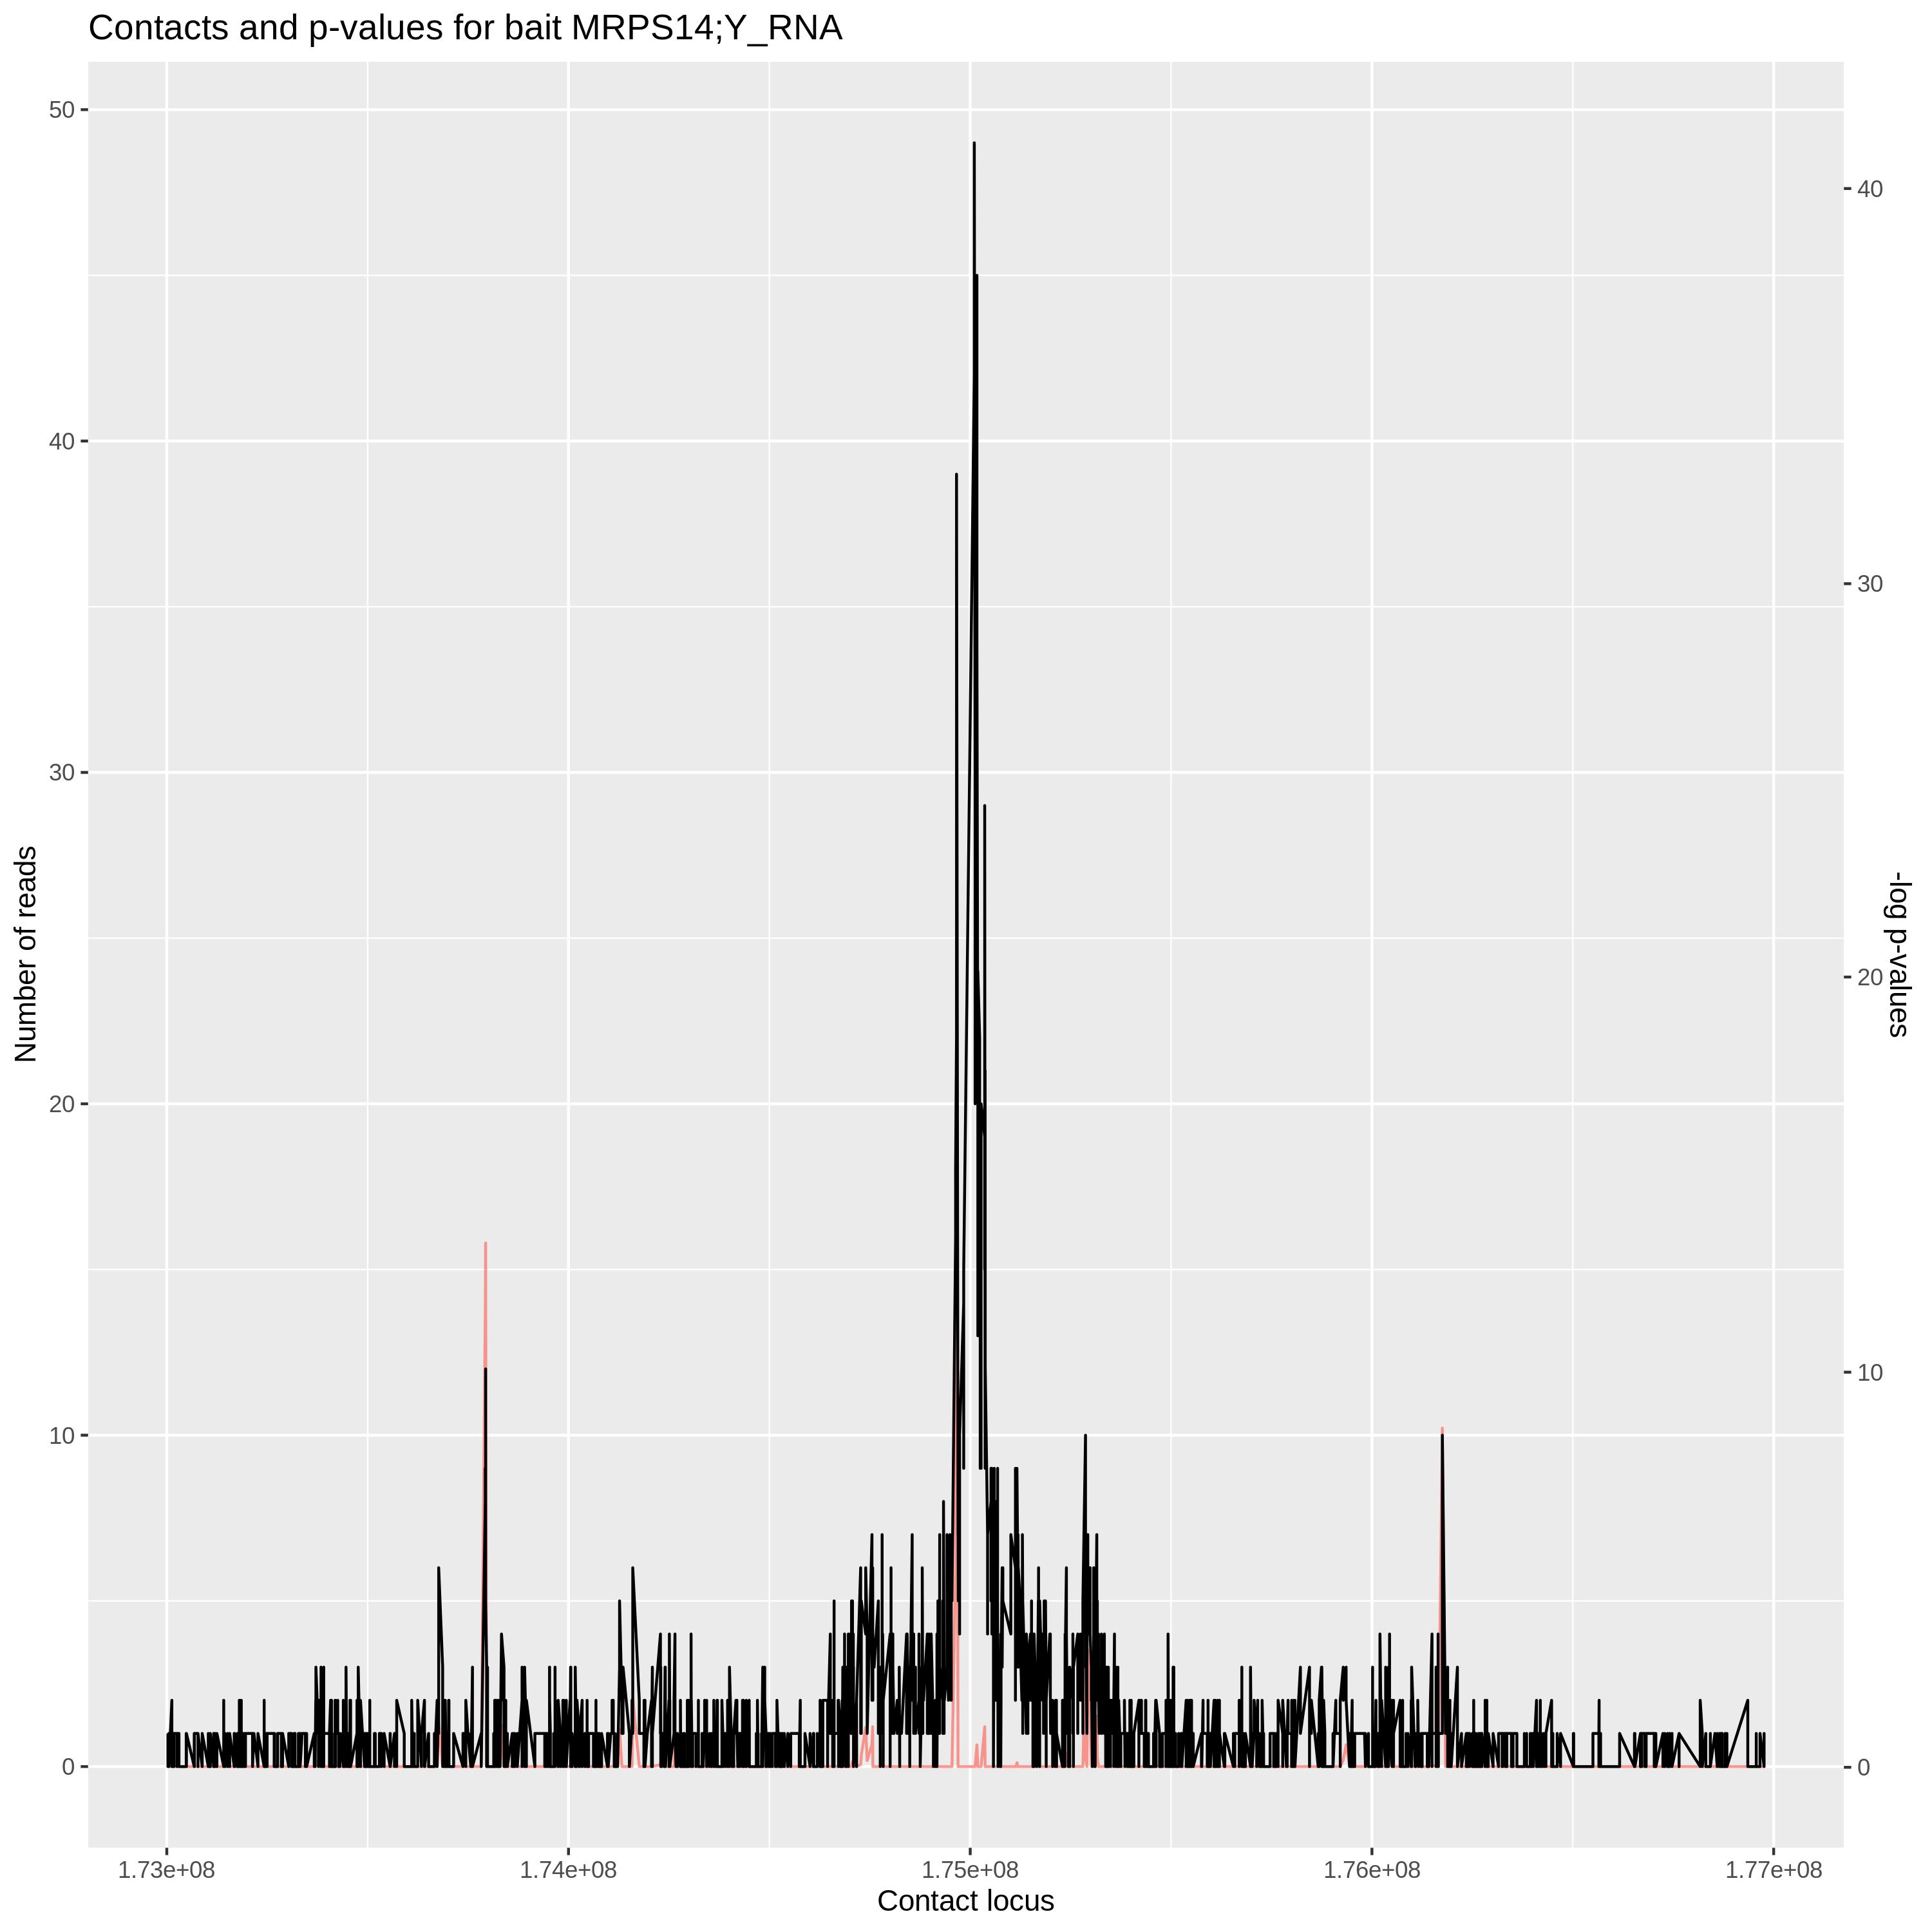 Contacts and p-values for bait MRPS14;Y_RNA
50
40
30
20
10
0
Number of reads
40
30
20
10
0
-log p-values
1.73e+08
1.74e+08
1.75e+08
1.76e+08
1.77e+08
Contact locus